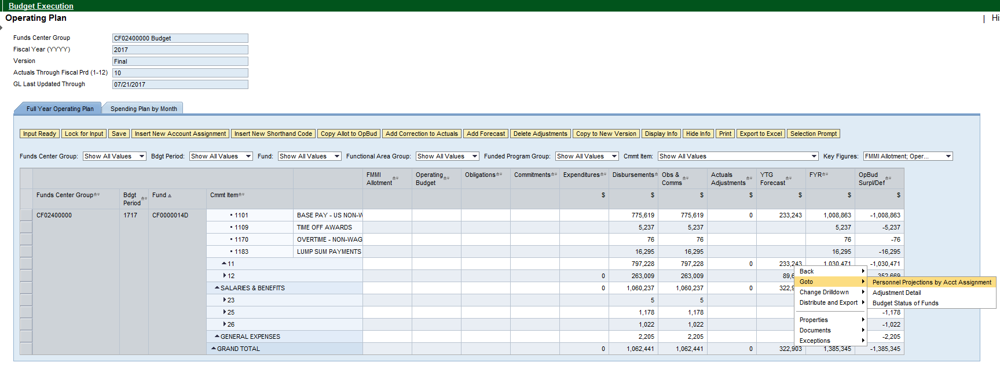 Budget Execution
Operating Plan | Hi
Funds Center Group CF02400000 Budget
Fiscal Year (YYYY) 2017
Version Final
Actuals Through Fiscal Prd (1-12) 10
GL Last Updated Through 07/21/2017
Full Year Operating Plan Spending Plan by Month
Input Ready Lock for Input Save Insert New Account Assignment Insert New Shorthand Code Copy Allot to OpBud Add Correction to Actuals Add Forecast Delete Adjustments Copy to New Version Display Info Hide Info Print Export to Excel Selection Prompt
Funds Center Group: Show All Values Bdgt Period: Show All Values Fund: Show All Values Functional Area Group: Show All Values Funded Program Group: Show All Values Cmmt Item: Show All Values Key Figures: FMMI Allotment; Oper...
FMMI Operating Obligations Commitments Expenditures Disbursements Obs & Actuals YTG FYR OpBud
Allotment Budget Comms Adjustments Forecast Surpl/Def
Funds Center Group Bdgt Fund Cmmt Item $ $ $ $ $ $ $
Period
CF02400000 1717 CF0000014D 1101 BASE PAY - US NON-W 775,619 775,619 0 233,243 1,008,863 -1,008,863
1109 TIME OFF AWARDS 5,237 5,237 5,237 -5,237
1170 OVERTIME - NON-WAG 76 76 76 -76
1183 LUMP SUM PAYMENTS 16,295 16,295 16,295 -16,295
11 797,228 797,228 0 233,243 1,030,471 -1,030,471
12 0 263,009 263,009 89,6 352,669
SALARIES & BENEFITS 0 1,060,237 1,060,237 0 322,9
23 5 5
25 1,178 1,178 -1,178
26 1,022 1,022 -1,022
GENERAL EXPENSES 2,205 2,205 -2,205
GRAND TOTAL 0 1,062,441 1,062,441 0 322,903 1,385,345 -1,385,345
Back
Goto
Change Drilldown
Distribute and Export
Properties
Documents
Exceptions
Personnel Projections by Acct Assignment
Adjustment Detail
Budget Status of Funds